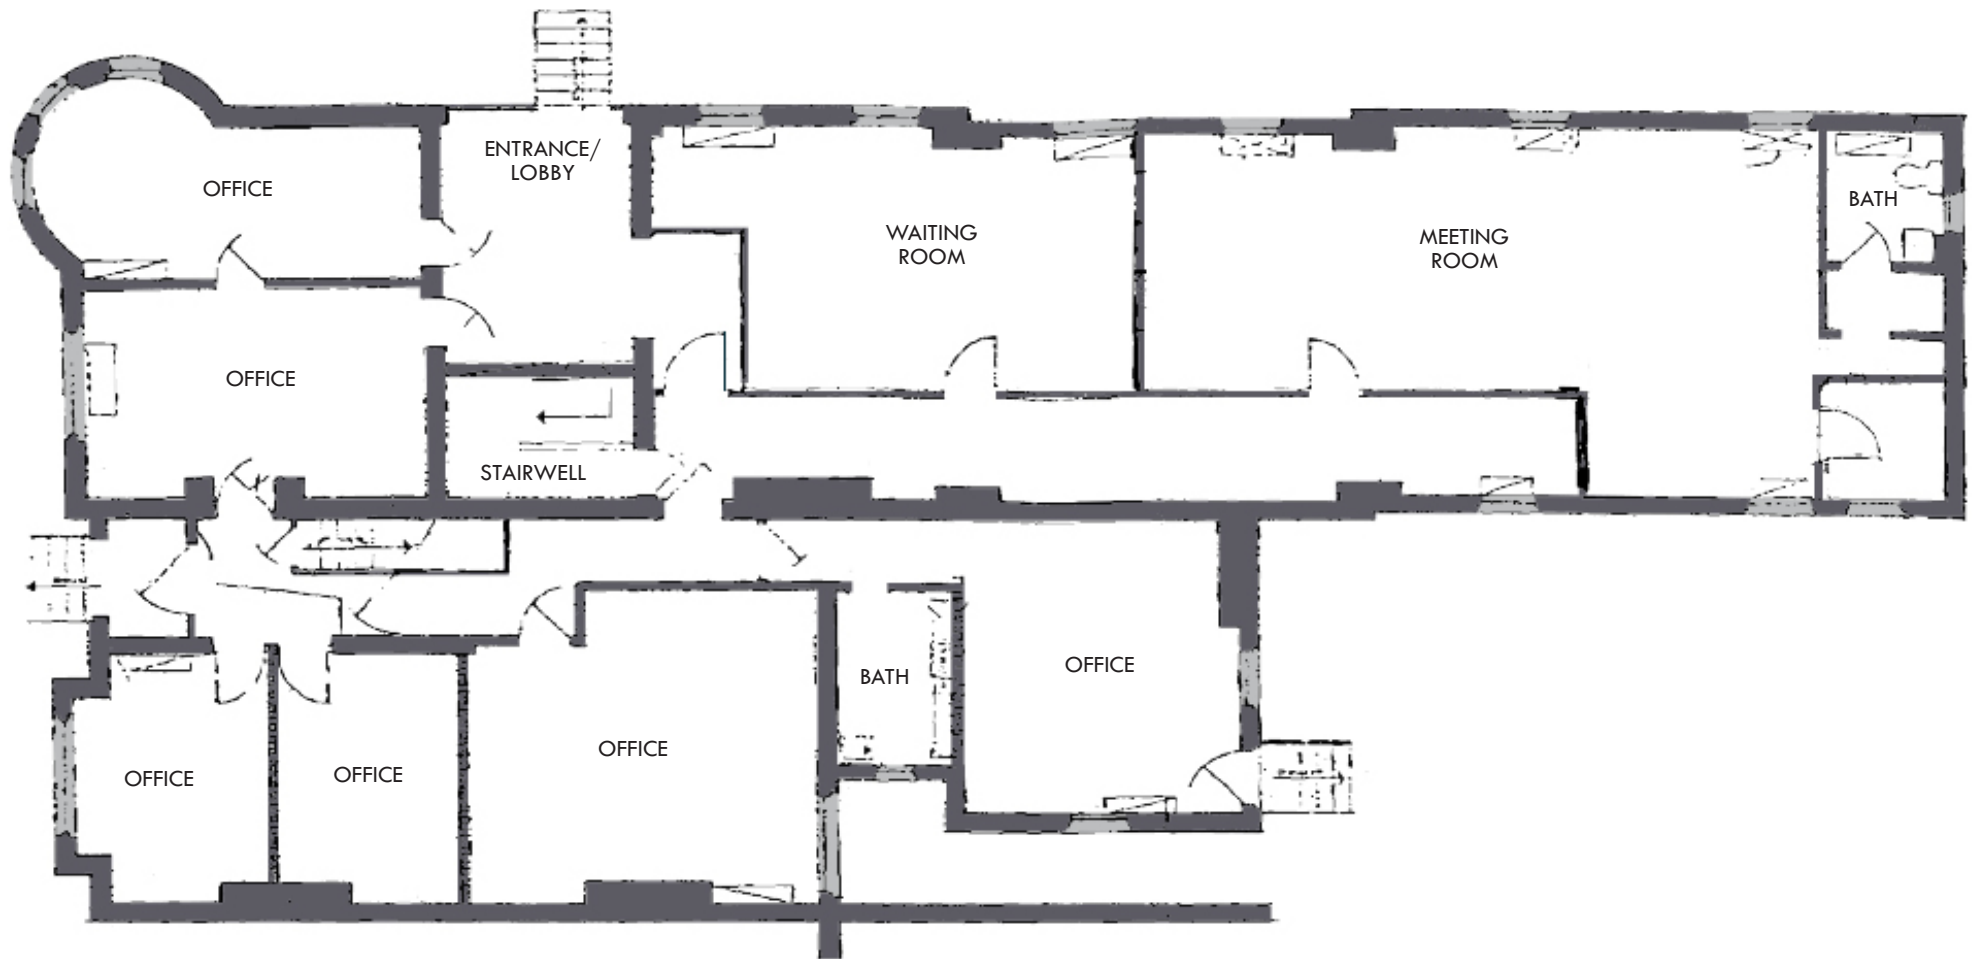 ENTRANCE/
LOBBY
OFFICE
WAITING
ROOM
MEETING
ROOM
BATH
OFFICE
STAIRWELL
OFFICE
BATH
OFFICE
OFFICE
OFFICE